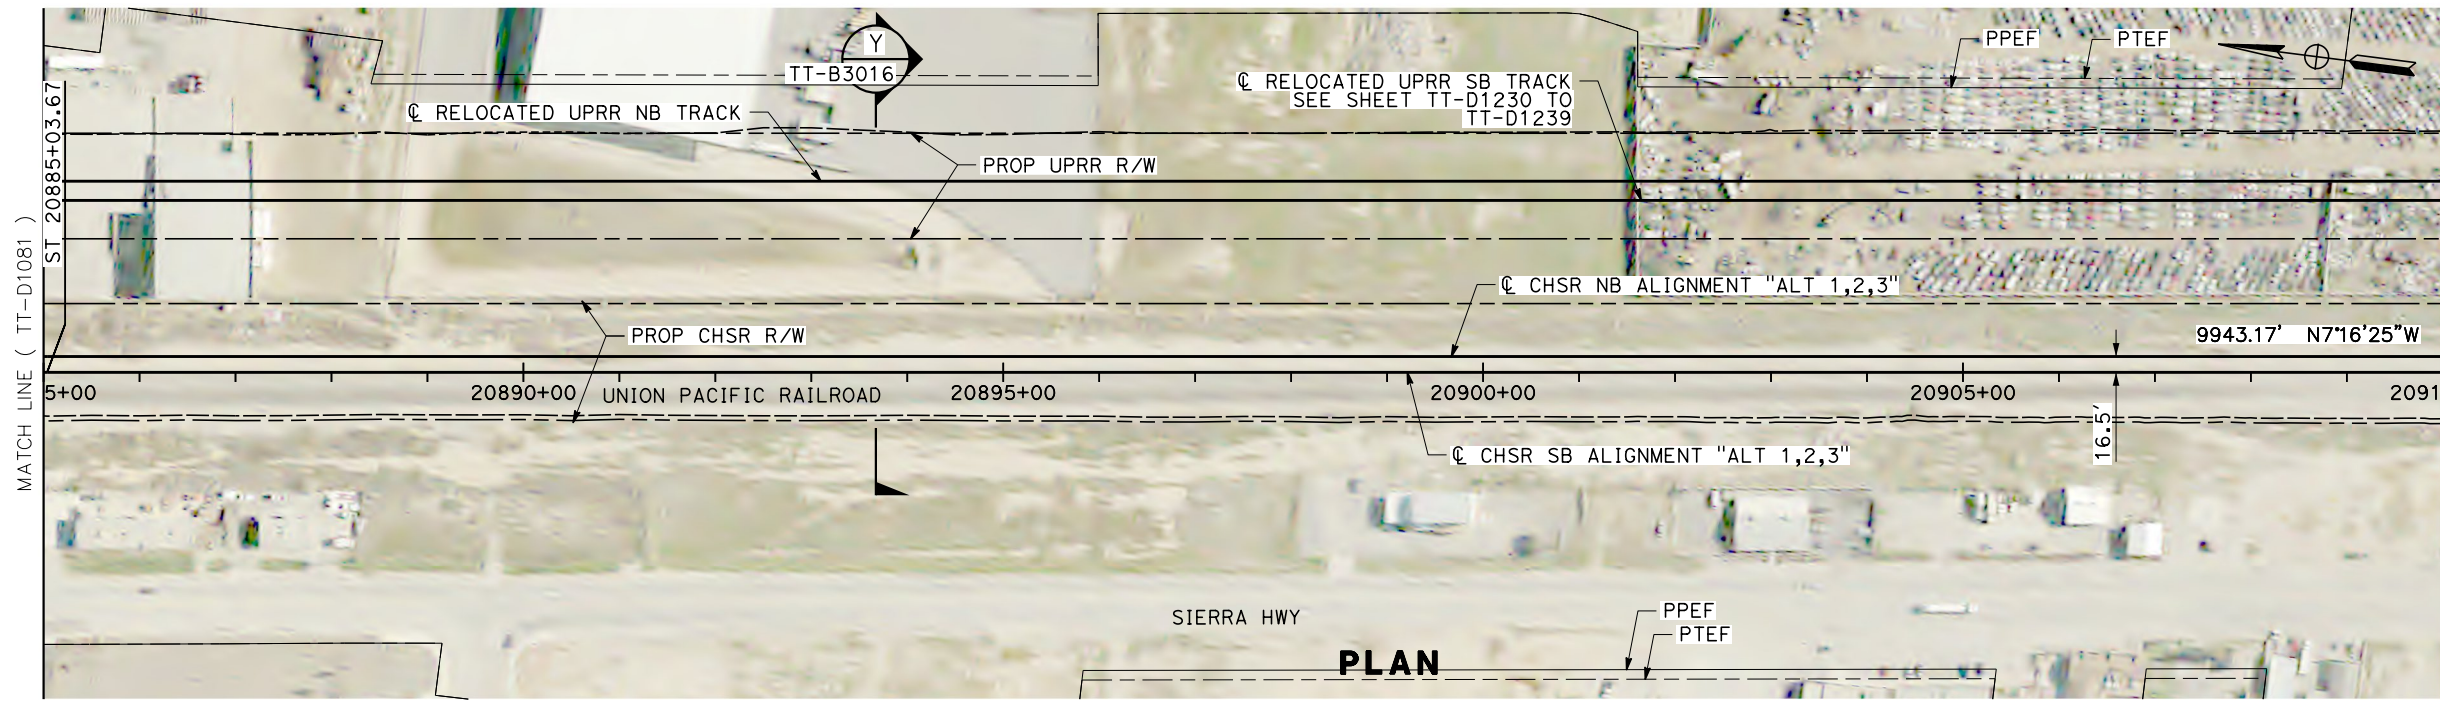 Y
TT-B3016
℄ RELOCATED UPRR NB TRACK
℄ RELOCATED UPRR SB TRACK
SEE SHEET TT-D1230 TO
TT-D1239
PPEF
PTEF
PROP UPRR R/W
MATCH LINE ( TT-D1081 )
ST 20885+03.67
℄ CHSR NB ALIGNMENT "ALT 1,2,3"
PROP CHSR R/W
9943.17' N7°16'25"W
5+00
20890+00
UNION PACIFIC RAILROAD
20895+00
20900+00
20905+00
2091
16.5'
℄ CHSR SB ALIGNMENT "ALT 1,2,3"
SIERRA HWY
PPEF
PTEF
PLAN